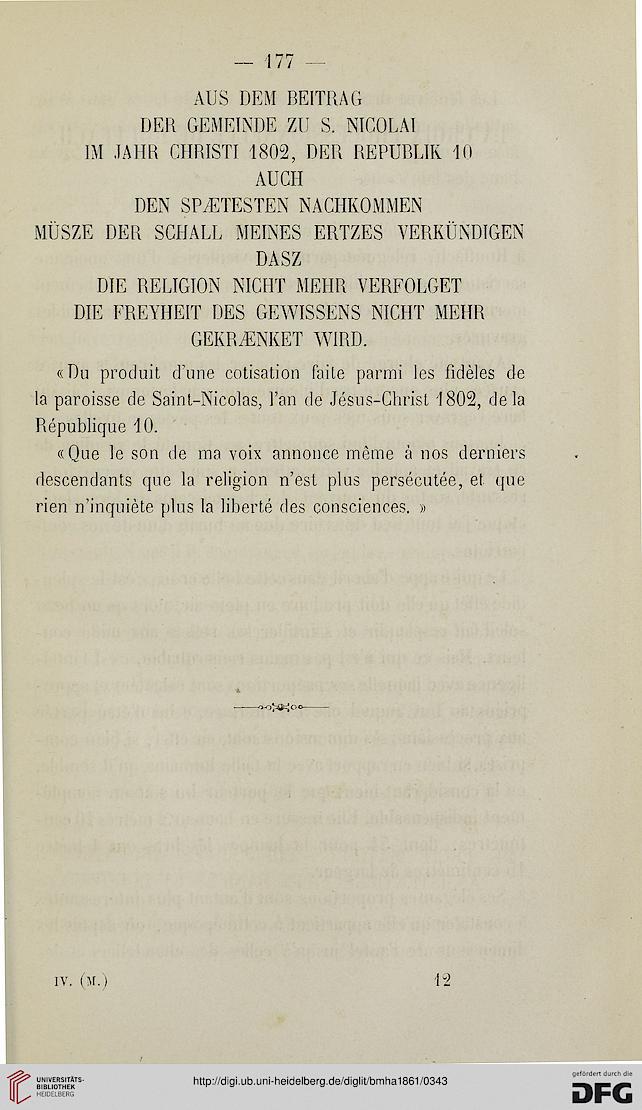 — 177 —
AUS DEM BEITRAG
DER GEMEINDE ZU S. NICOLAI
IM JAHR CHRISTI 1802, DER REPUBLIK 10
AUCH
DEN SPÆTESTEN NACHKOMMEN
MÜSZE DER SCHALL MEINES ERTZES VERKÜNDIGEN
DASZ
DIE RELIGION NICHT MEHR VERFOLGET
DIE FREYHEIT DES GEWISSENS NICHT MEHR
GEKRÆNKET WIRD.
«Du produit d'une cotisation faite parmi les fidèles de
la paroisse de Saint-Nicolas, l'an de Jésus-Christ 1802, de la
République 10.
«Que le son de ma voix annonce même à nos derniers
descendants que la religion n'est plus persécutée, et que
rien n'inquiète plus la liberté des consciences. »
IV. (M.) 12
UNIVERSITÄTS-
BIBLIOTHEK
HEIDELBERG
http://digi.ub.uni-heidelberg.de/diglit/bmha1861/0343
gefördert durch die
DFG